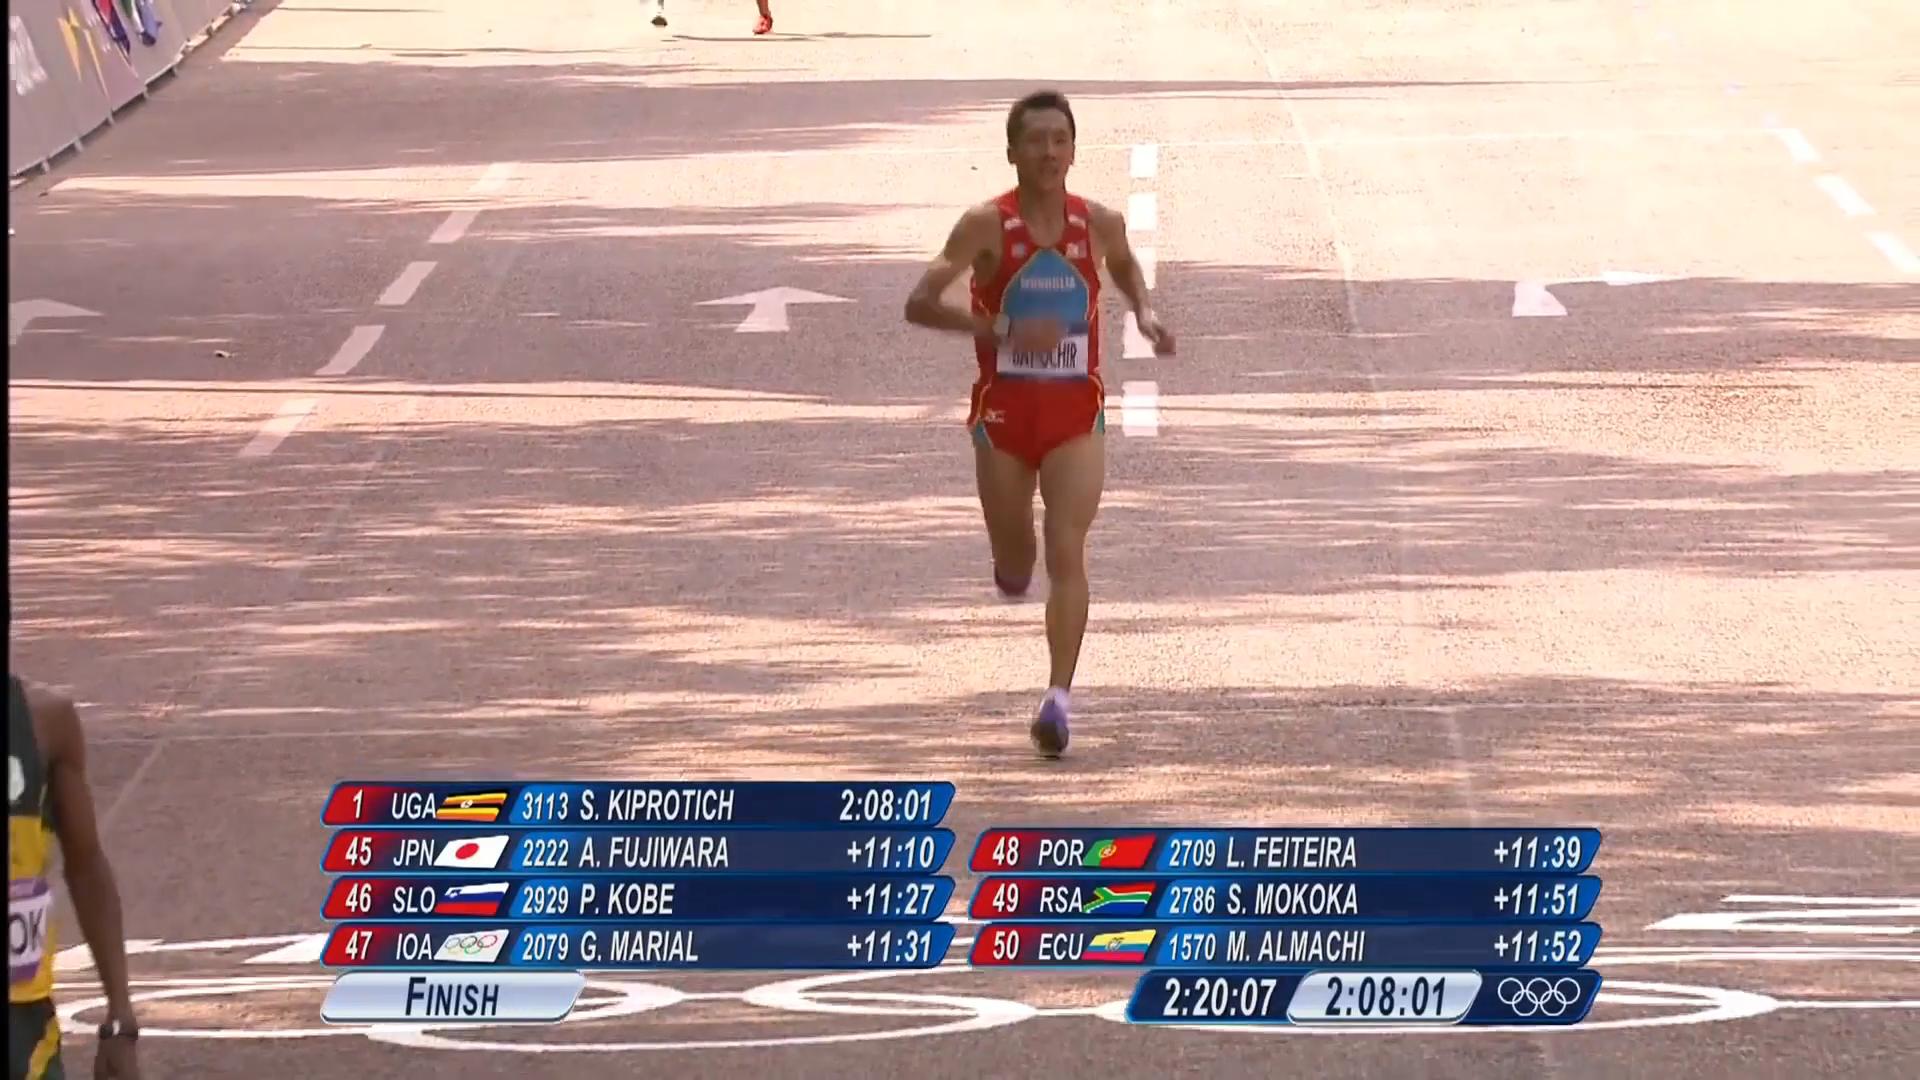 MONGOLIA
1 UGA 3113 S. KIPROTICH 2:08:01
45 JPN 2222 A. FUJIWARA +11:10
46 SLO 2929 P. KOBE +11:27
47 IOA 2079 G. MARIAL +11:31
48 POR 2709 L. FEITEIRA +11:39
49 RSA 2786 S. MOKOKA +11:51
50 ECU 1570 M. ALMACHI +11:52
FINISH
2:20:07 2:08:01